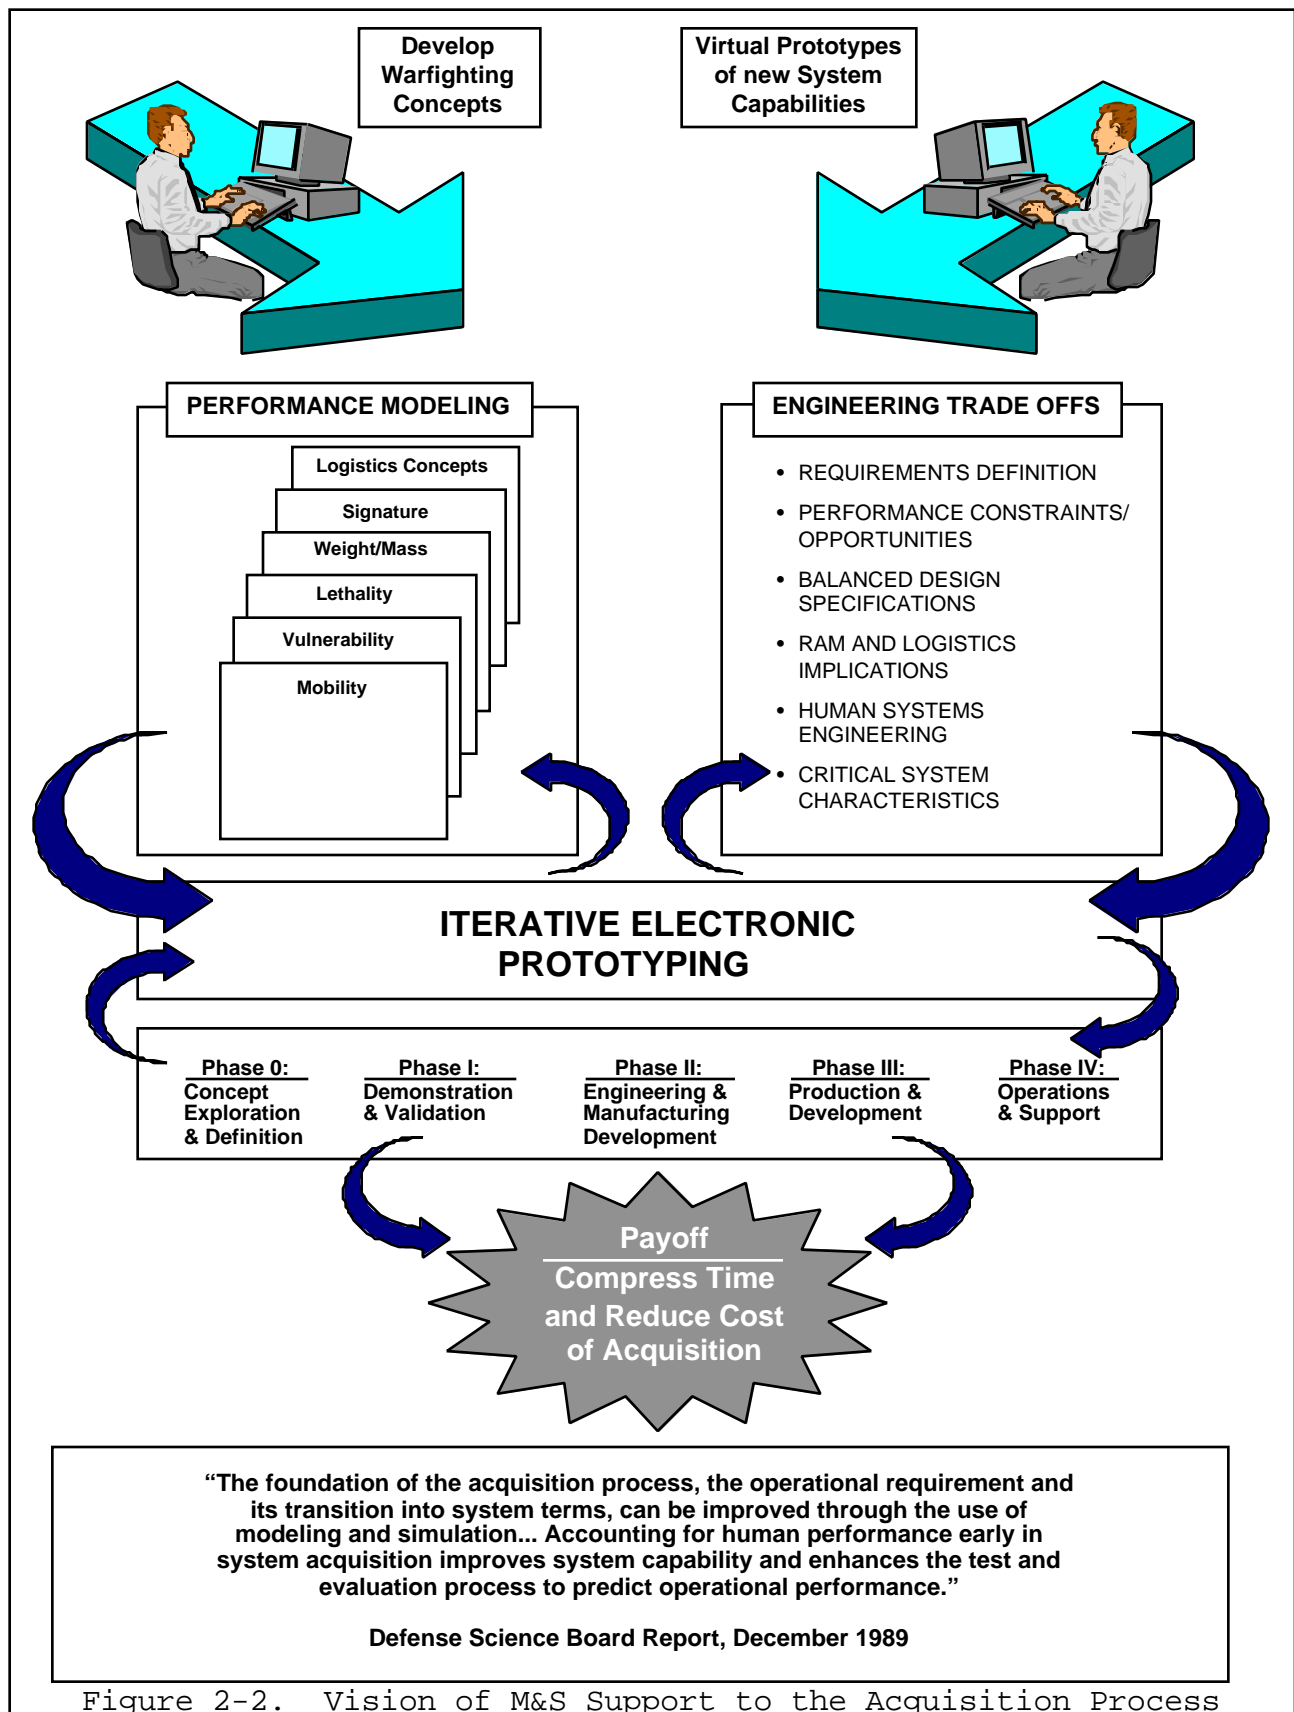 Develop
Warfighting
Concepts
Virtual Prototypes
of new System
Capabilities
PERFORMANCE MODELING
Logistics Concepts
Signature
Weight/Mass
Lethality
Vulnerability
Mobility
ENGINEERING TRADE OFFS
• REQUIREMENTS DEFINITION
• PERFORMANCE CONSTRAINTS/
OPPORTUNITIES
• BALANCED DESIGN
SPECIFICATIONS
• RAM AND LOGISTICS
IMPLICATIONS
• HUMAN SYSTEMS
ENGINEERING
• CRITICAL SYSTEM
CHARACTERISTICS
ITERATIVE ELECTRONIC
PROTOTYPING
Phase 0:
Concept
Exploration
& Definition
Phase I:
Demonstration
& Validation
Phase II:
Engineering &
Manufacturing
Development
Phase III:
Production &
Development
Phase IV:
Operations
& Support
Payoff
Compress Time
and Reduce Cost
of Acquisition
“The foundation of the acquisition process, the operational requirement and
its transition into system terms, can be improved through the use of
modeling and simulation... Accounting for human performance early in
system acquisition improves system capability and enhances the test and
evaluation process to predict operational performance.”
Defense Science Board Report, December 1989
Figure 2-2. Vision of M&S Support to the Acquisition Process